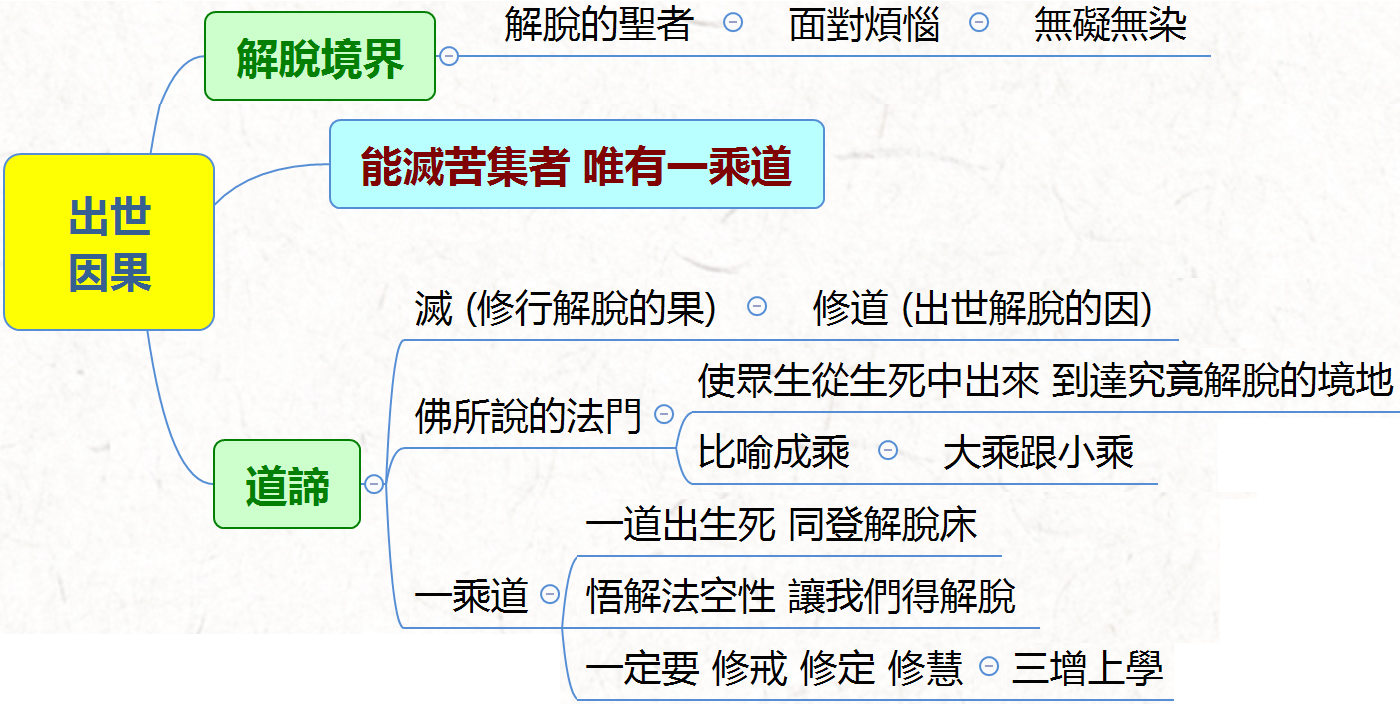 解脫的聖者 面對煩惱 無礙無染
解脫境界
能滅苦集者 唯有一乘道
出世
因果
滅 (修行解脫的果) 修道 (出世解脫的因)
使眾生從生死中出來 到達究竟解脫的境地
佛所說的法門
比喻成乘 大乘跟小乘
道諦
一道出生死 同登解脫床
一乘道
悟解法空性 讓我們得解脫
一定要 修戒 修定 修慧 三增上學